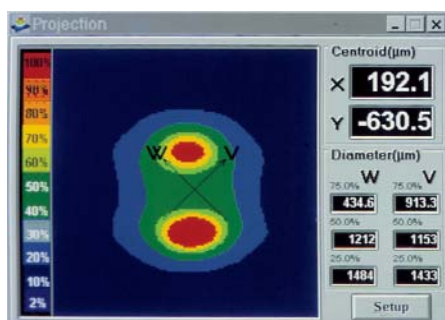 Projection
100%
90%
80%
70%
60%
50%
40%
30%
20%
10%
2%
W V
Centroid(μm)
X 192.1
Y -630.5
Diameter(μm)
W V
75.0% 75.0%
434.6 913.3
50.0% 50.0%
1212 1153
25.0% 25.0%
1484 1433
Setup